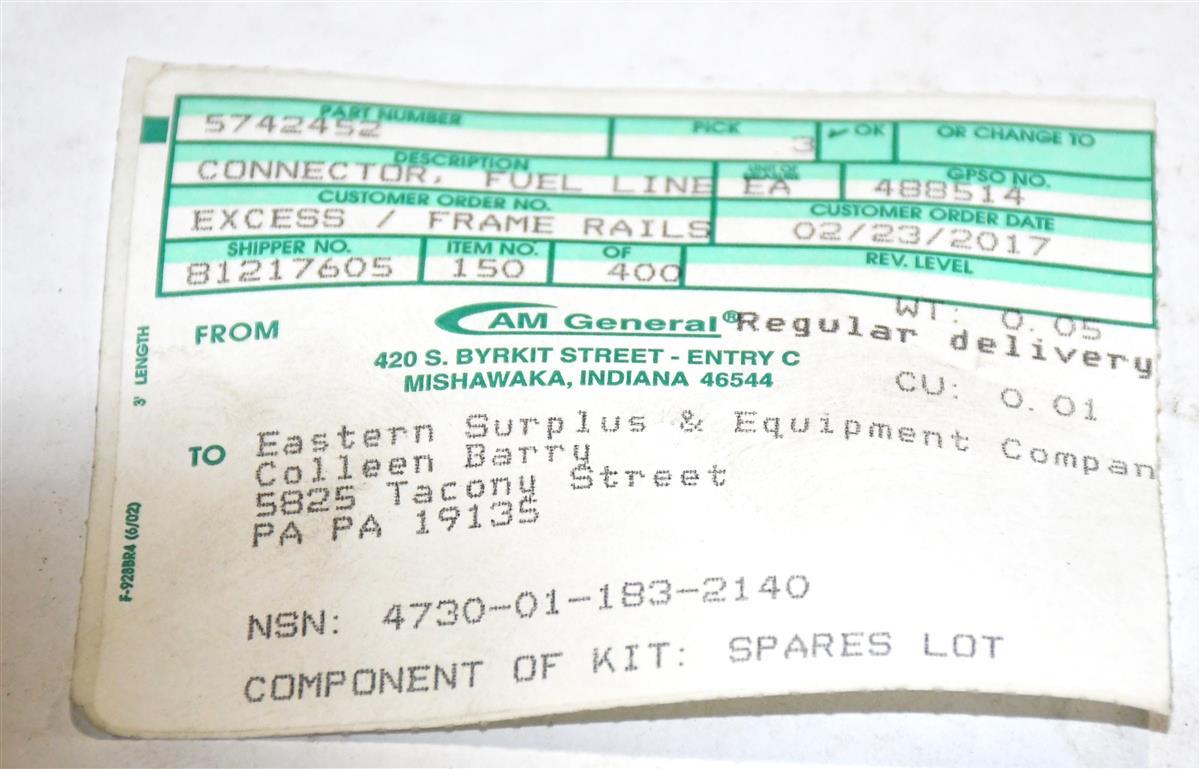 PART NUMBER PICK ✓ OK OR CHANGE TO
5742452 3
DESCRIPTION UNIT OF GPSO NO.
CONNECTOR, FUEL LINE EA 488514
CUSTOMER ORDER NO. CUSTOMER ORDER DATE
EXCESS / FRAME RAILS 02/23/2017
SHIPPER NO. ITEM NO. OF REV. LEVEL
81217605 150 400
WT: 0.05
FROM AM General® Regular delivery
420 S. BYRKIT STREET - ENTRY C
MISHAWAKA, INDIANA 46544
CU: 0.01
3' LENGTH
TO Eastern Surplus & Equipment Compan
Colleen Barry
5825 Tacony Street
PA PA 19135
F-928BR4 (6/02)
NSN: 4730-01-183-2140
COMPONENT OF KIT: SPARES LOT